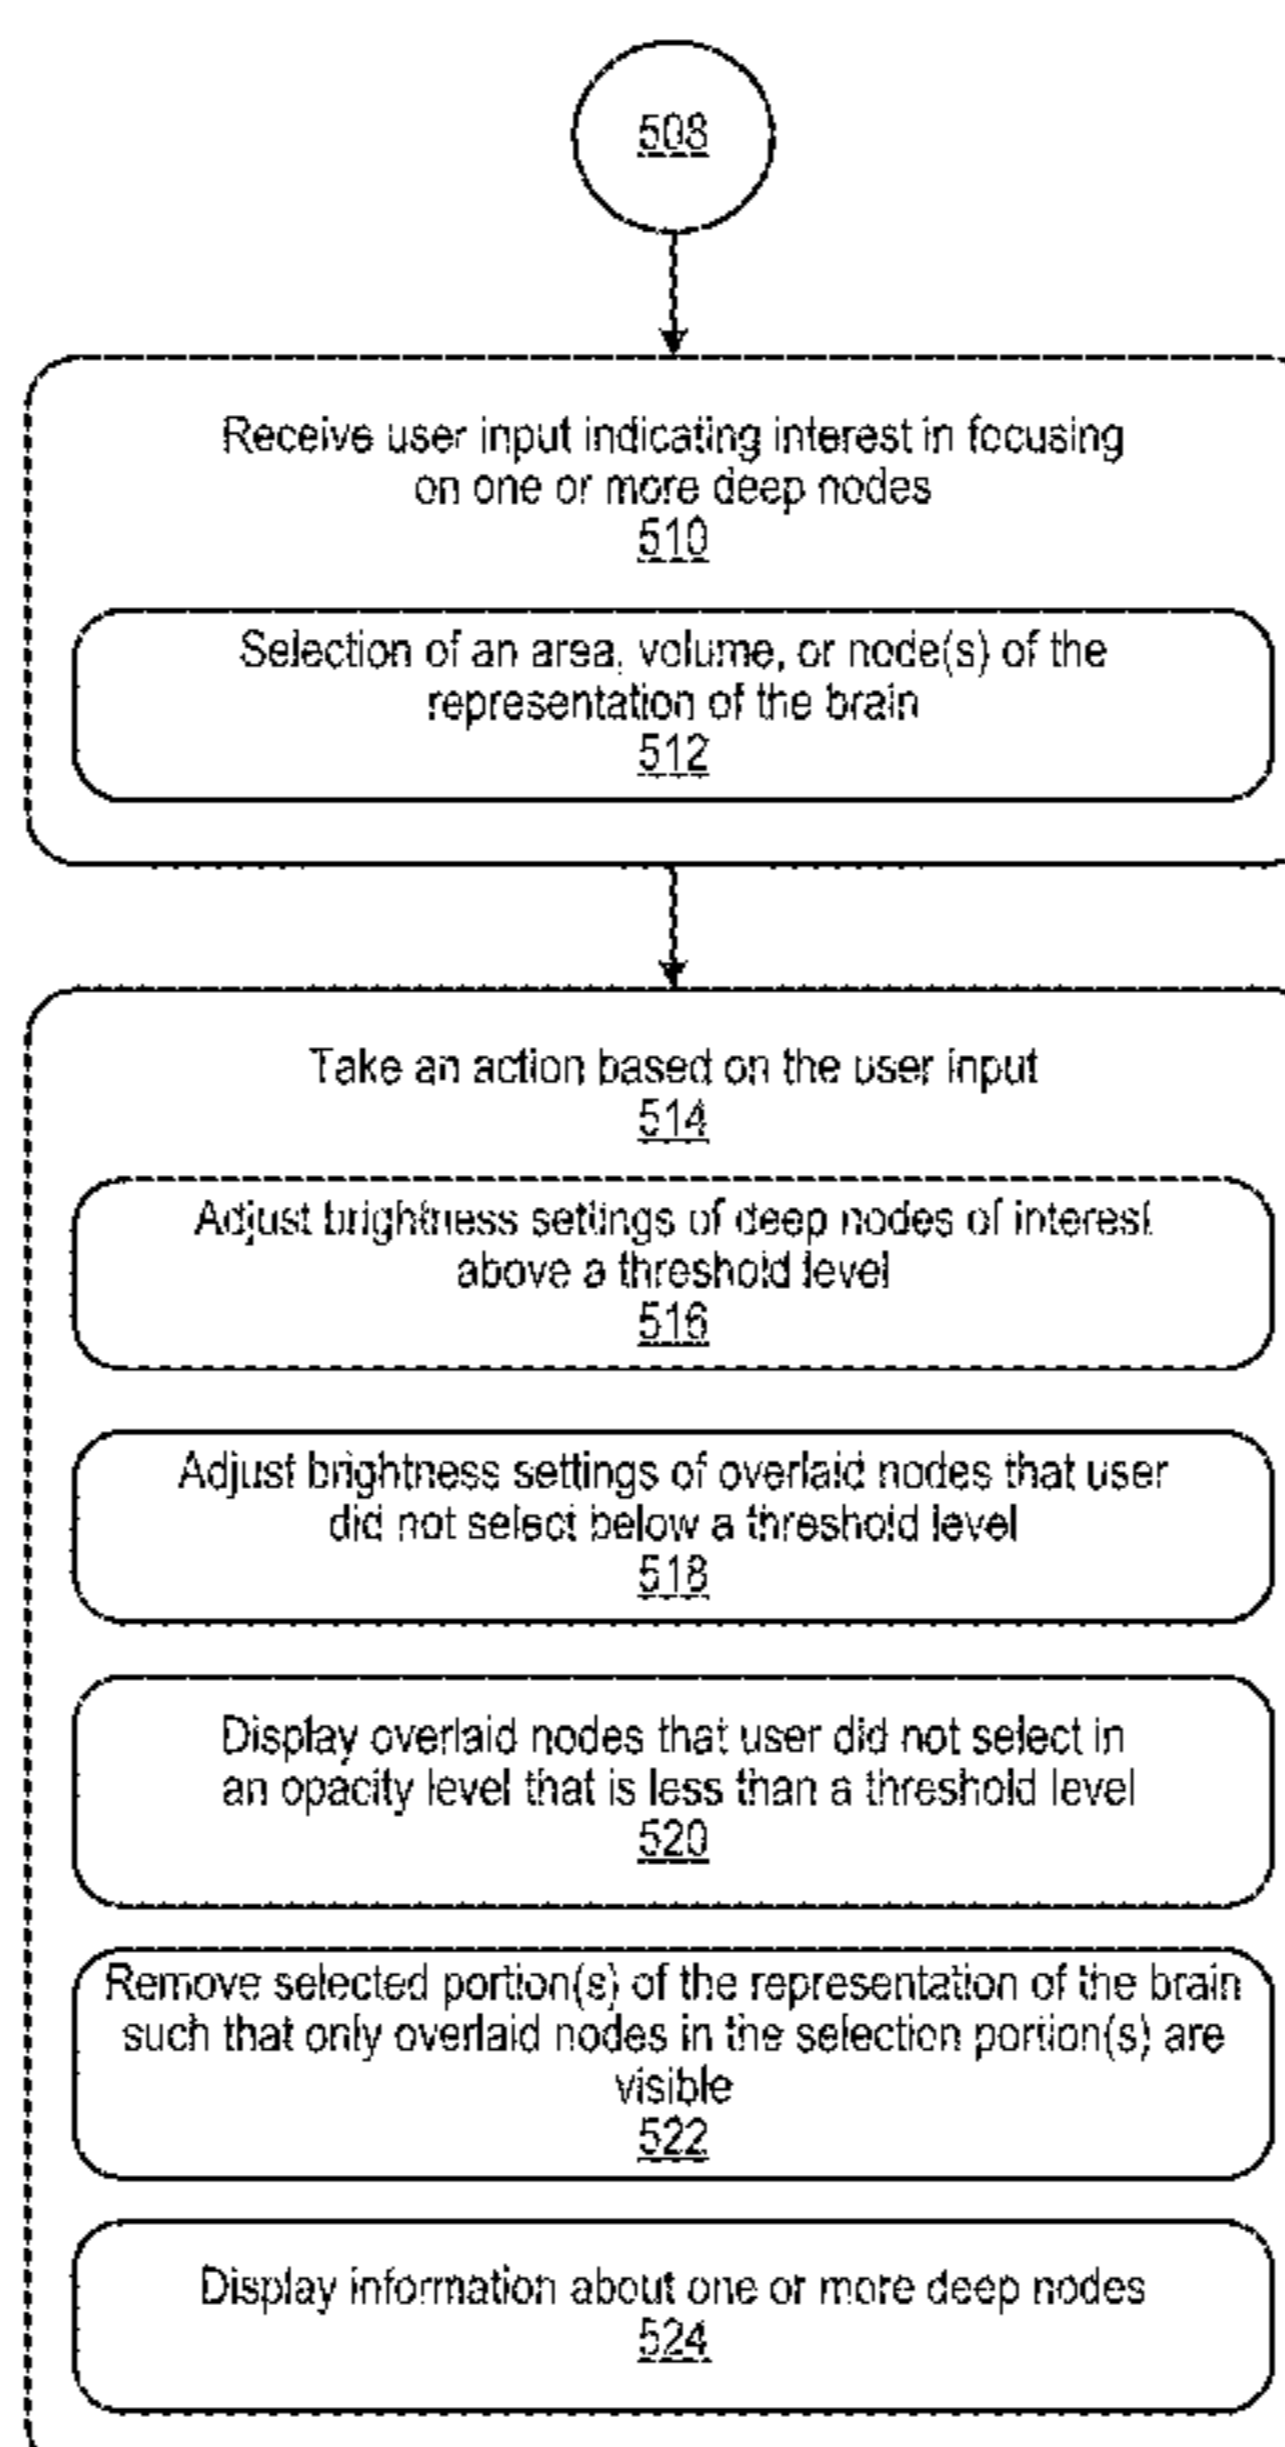 508
Receive user input indicating interest in focusing
on one or more deep nodes
510
Selection of an area, volume, or node(s) of the
representation of the brain
512
Take an action based on the user input
514
Adjust brightness settings of deep nodes of interest
above a threshold level
516
Adjust brightness settings of overlaid nodes that user
did not select below a threshold level
518
Display overlaid nodes that user did not select in
an opacity level that is less than a threshold level
520
Remove selected portion(s) of the representation of the brain
such that only overlaid nodes in the selection portion(s) are
visible
522
Display information about one or more deep nodes
524